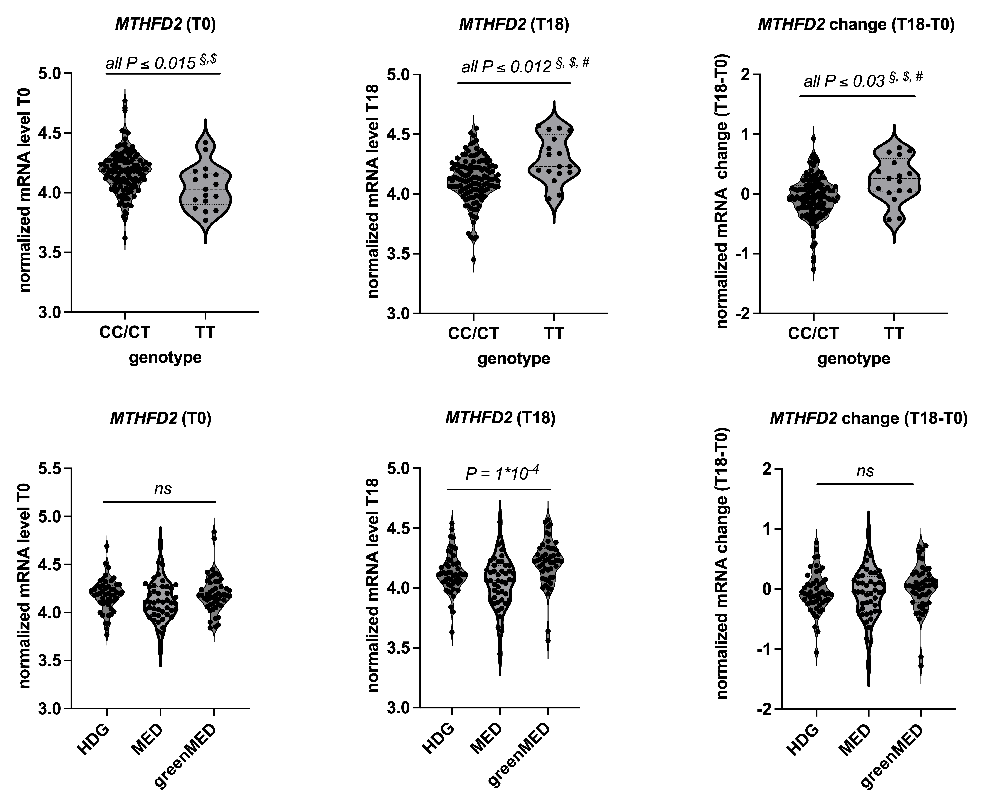 MTHFD2 (T0)
all P ≤ 0.015 §,$
normalized mRNA level T0
5.0
4.5
4.0
3.5
3.0
CC/CT TT
genotype
MTHFD2 (T18)
all P ≤ 0.012 §, $, #
normalized mRNA level T18
5.0
4.5
4.0
3.5
3.0
CC/CT TT
genotype
MTHFD2 change (T18-T0)
all P ≤ 0.03 §, $, #
normalized mRNA change (T18-T0)
2
1
0
-1
-2
CC/CT TT
genotype
MTHFD2 (T0)
ns
normalized mRNA level T0
5.5
5.0
4.5
4.0
3.5
3.0
HDG
MED
greenMED
MTHFD2 (T18)
P = 1*10-4
normalized mRNA level T18
5.0
4.5
4.0
3.5
3.0
HDG
MED
greenMED
MTHFD2 change (T18-T0)
ns
normalized mRNA change (T18-T0)
2
1
0
-1
-2
HDG
MED
greenMED